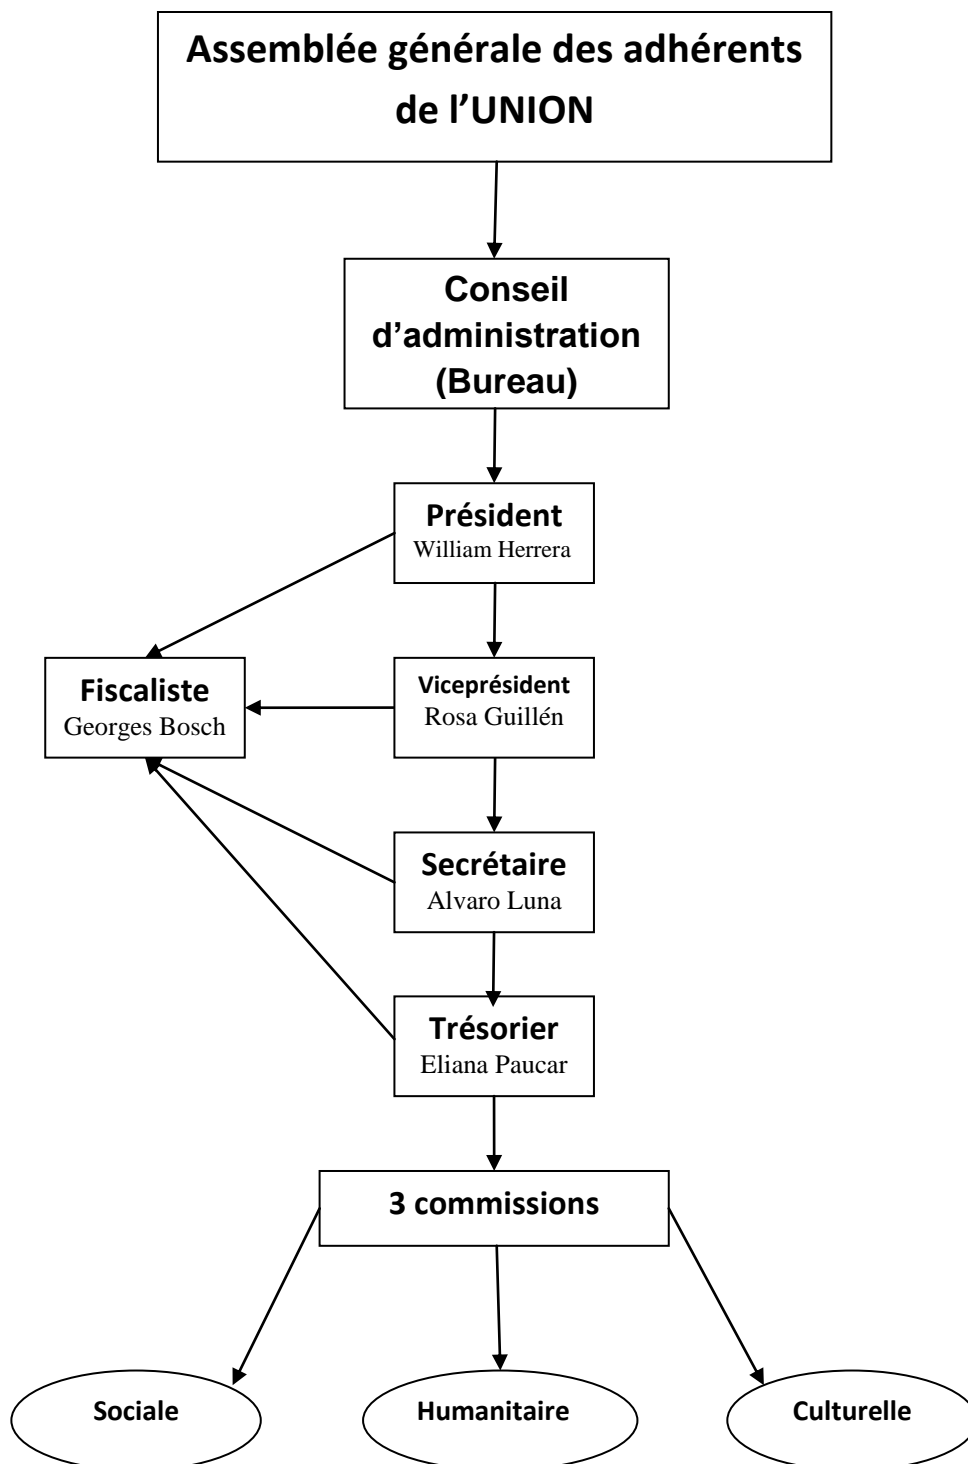 Assemblée générale des adhérents
de l’UNION
Conseil
d’administration
(Bureau)
Président
William Herrera
Fiscaliste
Georges Bosch
Viceprésident
Rosa Guillén
Secrétaire
Alvaro Luna
Trésorier
Eliana Paucar
3 commissions
Sociale
Humanitaire
Culturelle